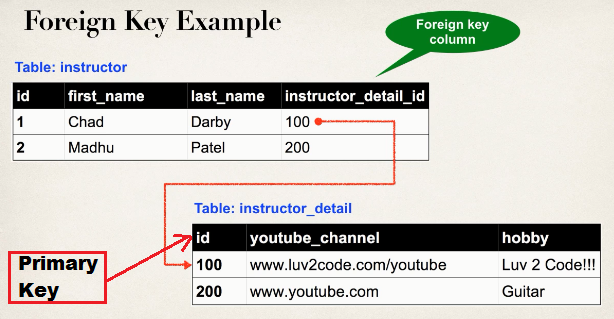 Foreign Key Example
Foreign key
column
Table: instructor
id first_name last_name instructor_detail_id
1 Chad Darby 100
2 Madhu Patel 200
Table: instructor_detail
id youtube_channel hobby
100 www.luv2code.com/youtube Luv 2 Code!!!
200 www.youtube.com Guitar
Primary
Key